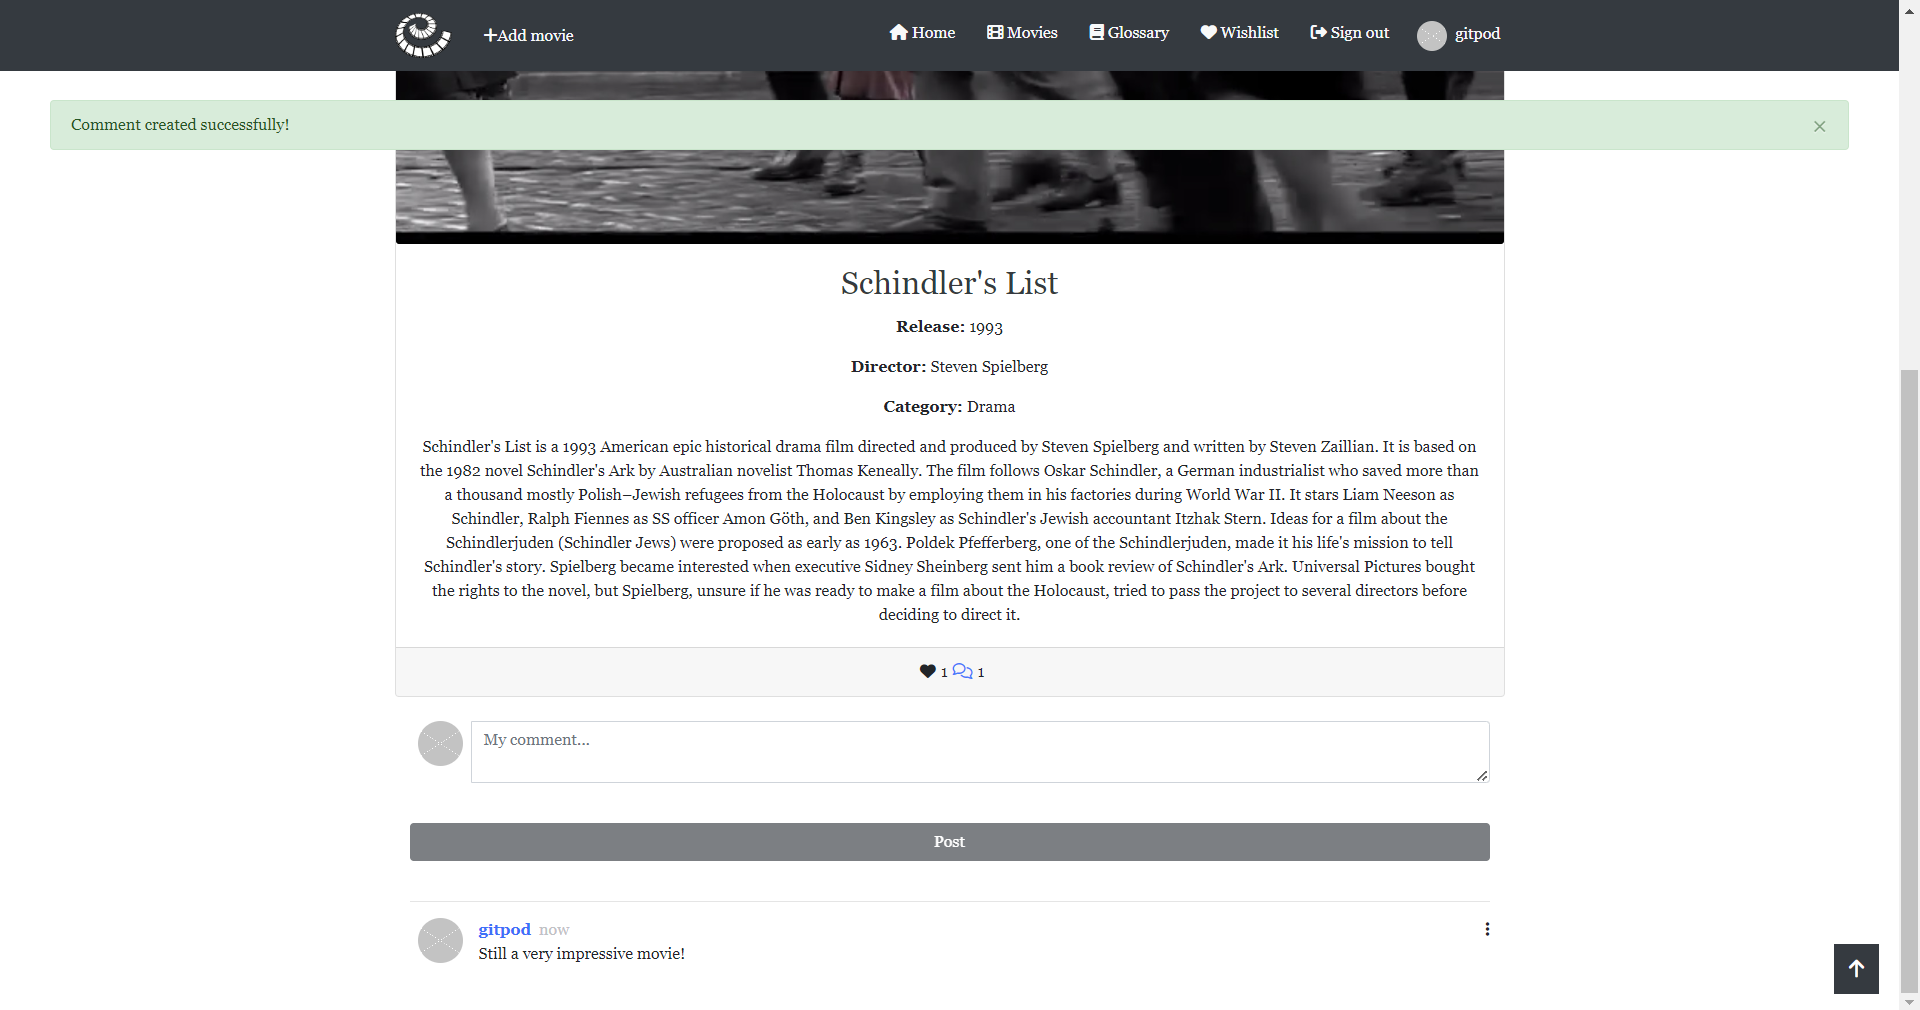 Add movie
Home
Movies
Glossary
Wishlist
Sign out
gitpod
Comment created successfully!
×
Schindler's List
Release: 1993
Director: Steven Spielberg
Category: Drama
Schindler's List is a 1993 American epic historical drama film directed and produced by Steven Spielberg and written by Steven Zaillian. It is based on
the 1982 novel Schindler's Ark by Australian novelist Thomas Keneally. The film follows Oskar Schindler, a German industrialist who saved more than
a thousand mostly Polish–Jewish refugees from the Holocaust by employing them in his factories during World War II. It stars Liam Neeson as
Schindler, Ralph Fiennes as SS officer Amon Göth, and Ben Kingsley as Schindler's Jewish accountant Itzhak Stern. Ideas for a film about the
Schindlerjuden (Schindler Jews) were proposed as early as 1963. Poldek Pfefferberg, one of the Schindlerjuden, made it his life's mission to tell
Schindler's story. Spielberg became interested when executive Sidney Sheinberg sent him a book review of Schindler's Ark. Universal Pictures bought
the rights to the novel, but Spielberg, unsure if he was ready to make a film about the Holocaust, tried to pass the project to several directors before
deciding to direct it.
1 1
My comment...
Post
gitpod now
Still a very impressive movie!